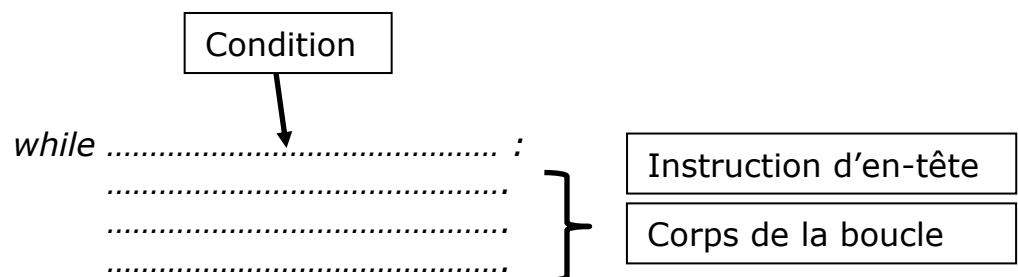 Condition
while ............................................. :
Instruction d’en-tête
..............................................
..............................................
Corps de la boucle
..............................................